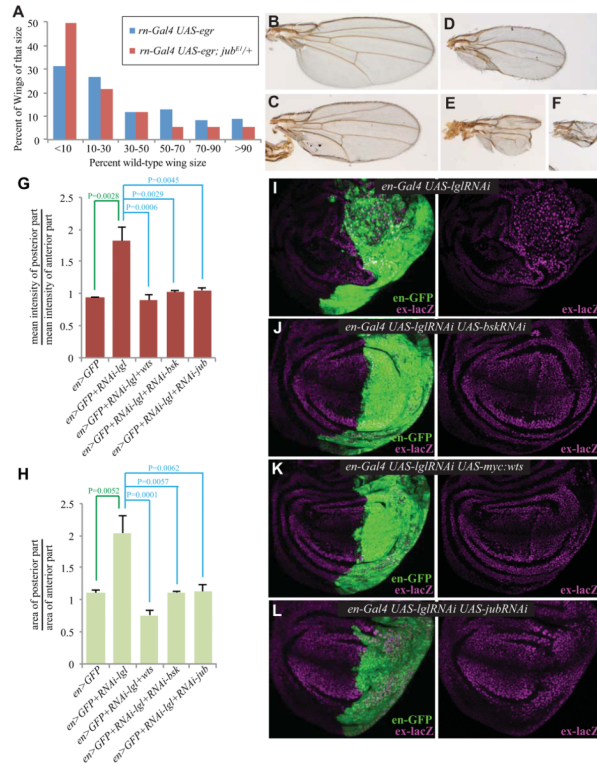 A
rn-Gal4 UAS-egr
rn-Gal4 UAS-egr; jubE1/+
Percent of Wings of that size
50
40
30
20
10
0
<10 10-30 30-50 50-70 70-90 >90
Percent wild-type wing size
B
D
C
E
F
G
P=0.0045
P=0.0028
P=0.0029
P=0.0006
mean intensity of posterior part
mean intensity of anterior part
2.5
2
1.5
1
0.5
0
en>GFP
en>GFP+RNAi-lgl
en>GFP+RNAi-lgl+wts
en>GFP+RNAi-lgl+RNAi-bsk
en>GFP+RNAi-lgl+RNAi-jub
H
P=0.0062
P=0.0052
P=0.0057
P=0.0001
area of posterior part
area of anterior part
2.5
2
1.5
1
0.5
0
en>GFP
en>GFP+RNAi-lgl
en>GFP+RNAi-lgl+wts
en>GFP+RNAi-lgl+RNAi-bsk
en>GFP+RNAi-lgl+RNAi-jub
I
en-Gal4 UAS-lglRNAi
en-GFP
ex-lacZ
ex-lacZ
J
en-Gal4 UAS-lglRNAi UAS-bskRNAi
en-GFP
ex-lacZ
ex-lacZ
K
en-Gal4 UAS-lglRNAi UAS-myc:wts
en-GFP
ex-lacZ
ex-lacZ
L
en-Gal4 UAS-lglRNAi UAS-jubRNAi
en-GFP
ex-lacZ
ex-lacZ